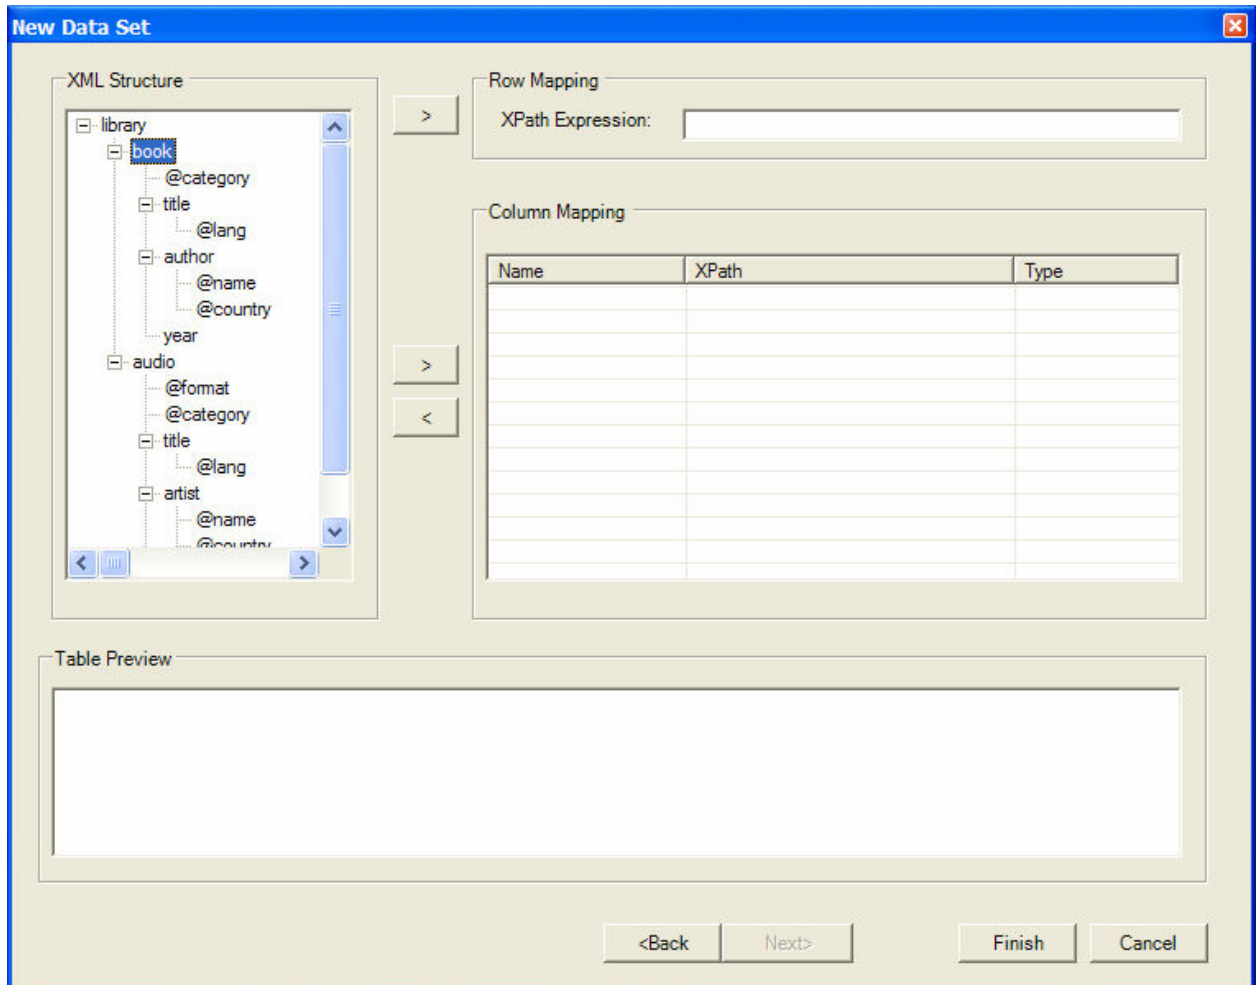 New Data Set
XML Structure
library
book
@category
title
@lang
author
@name
@country
year
audio
@format
@category
title
@lang
artist
@name
@country
>
Row Mapping
XPath Expression:
Column Mapping
Name XPath Type
>
<
Table Preview
<Back Next> Finish Cancel